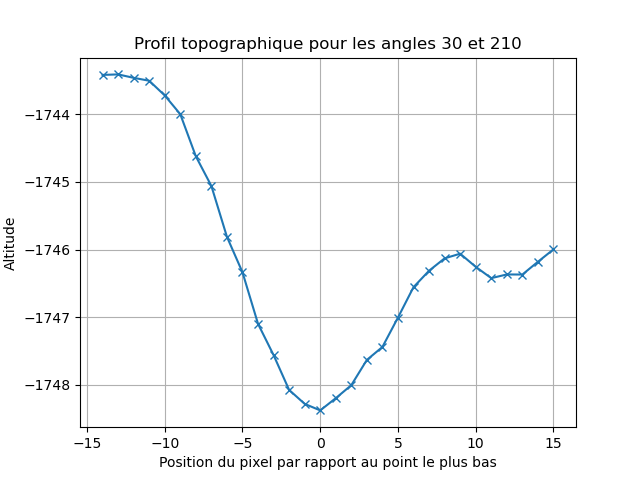 Profil topographique pour les angles 30 et 210
Altitude
−1744
−1745
−1746
−1747
−1748
−15 −10 −5 0 5 10 15
Position du pixel par rapport au point le plus bas